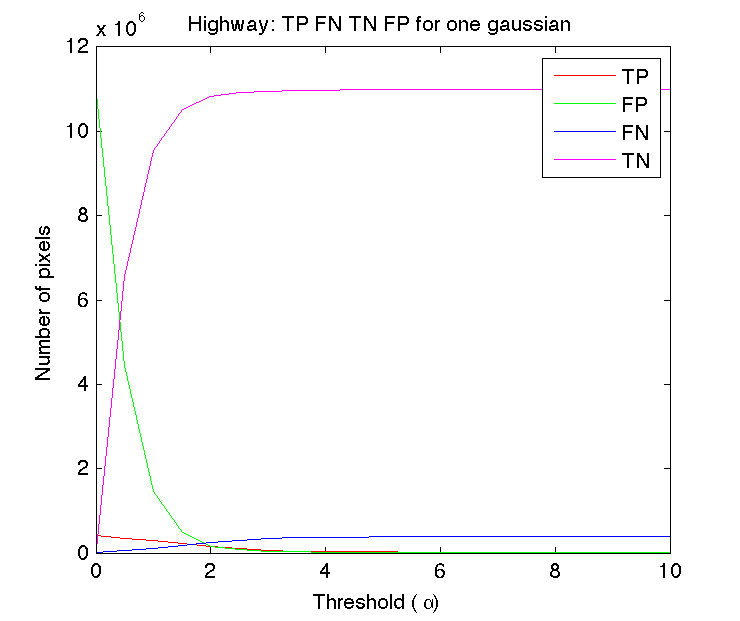 Highway: TP FN TN FP for one gaussian
x 10^6
12
10
8
6
4
2
0
0 2 4 6 8 10
Number of pixels
Threshold ( α)
TP
FP
FN
TN